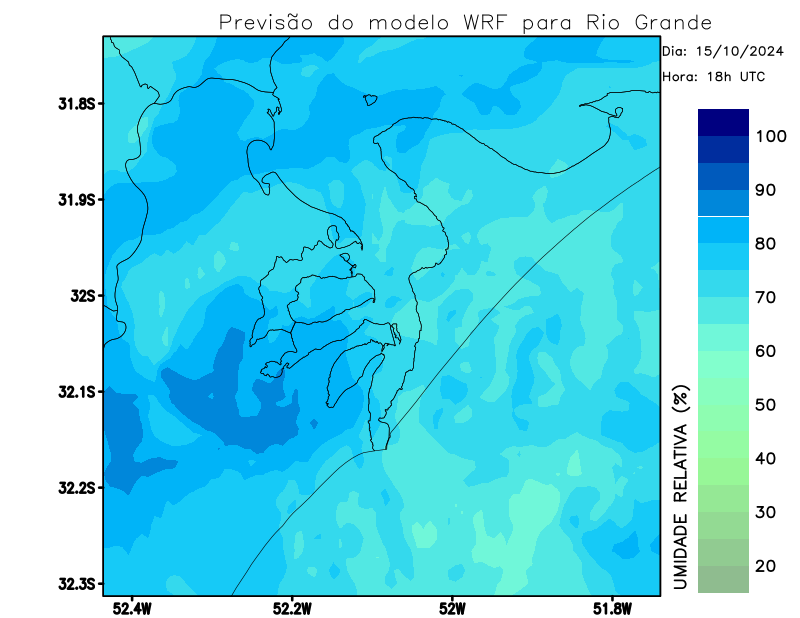 Previsão do modelo WRF para Rio Grande
Dia: 15/10/2024
Hora: 18h UTC
31.8S
31.9S
32S
32.1S
32.2S
32.3S
52.4W
52.2W
52W
51.8W
100
90
80
70
60
50
40
30
20
UMIDADE RELATIVA (%)